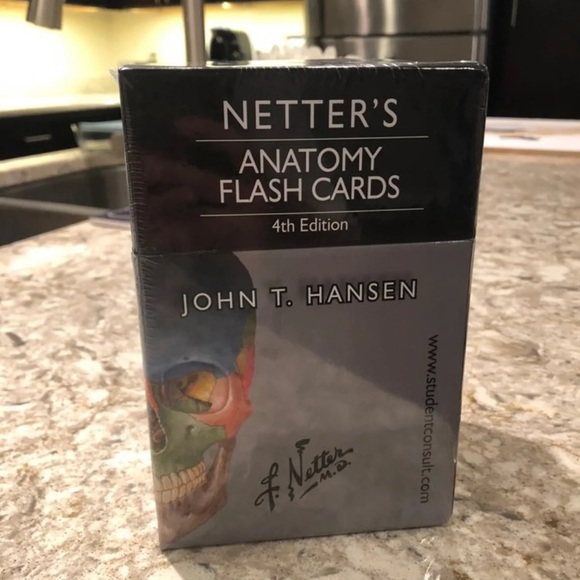 NETTER'S
ANATOMY
FLASH CARDS
4th Edition
JOHN T. HANSEN
www.studentconsult.com
f. Netter
M.D.